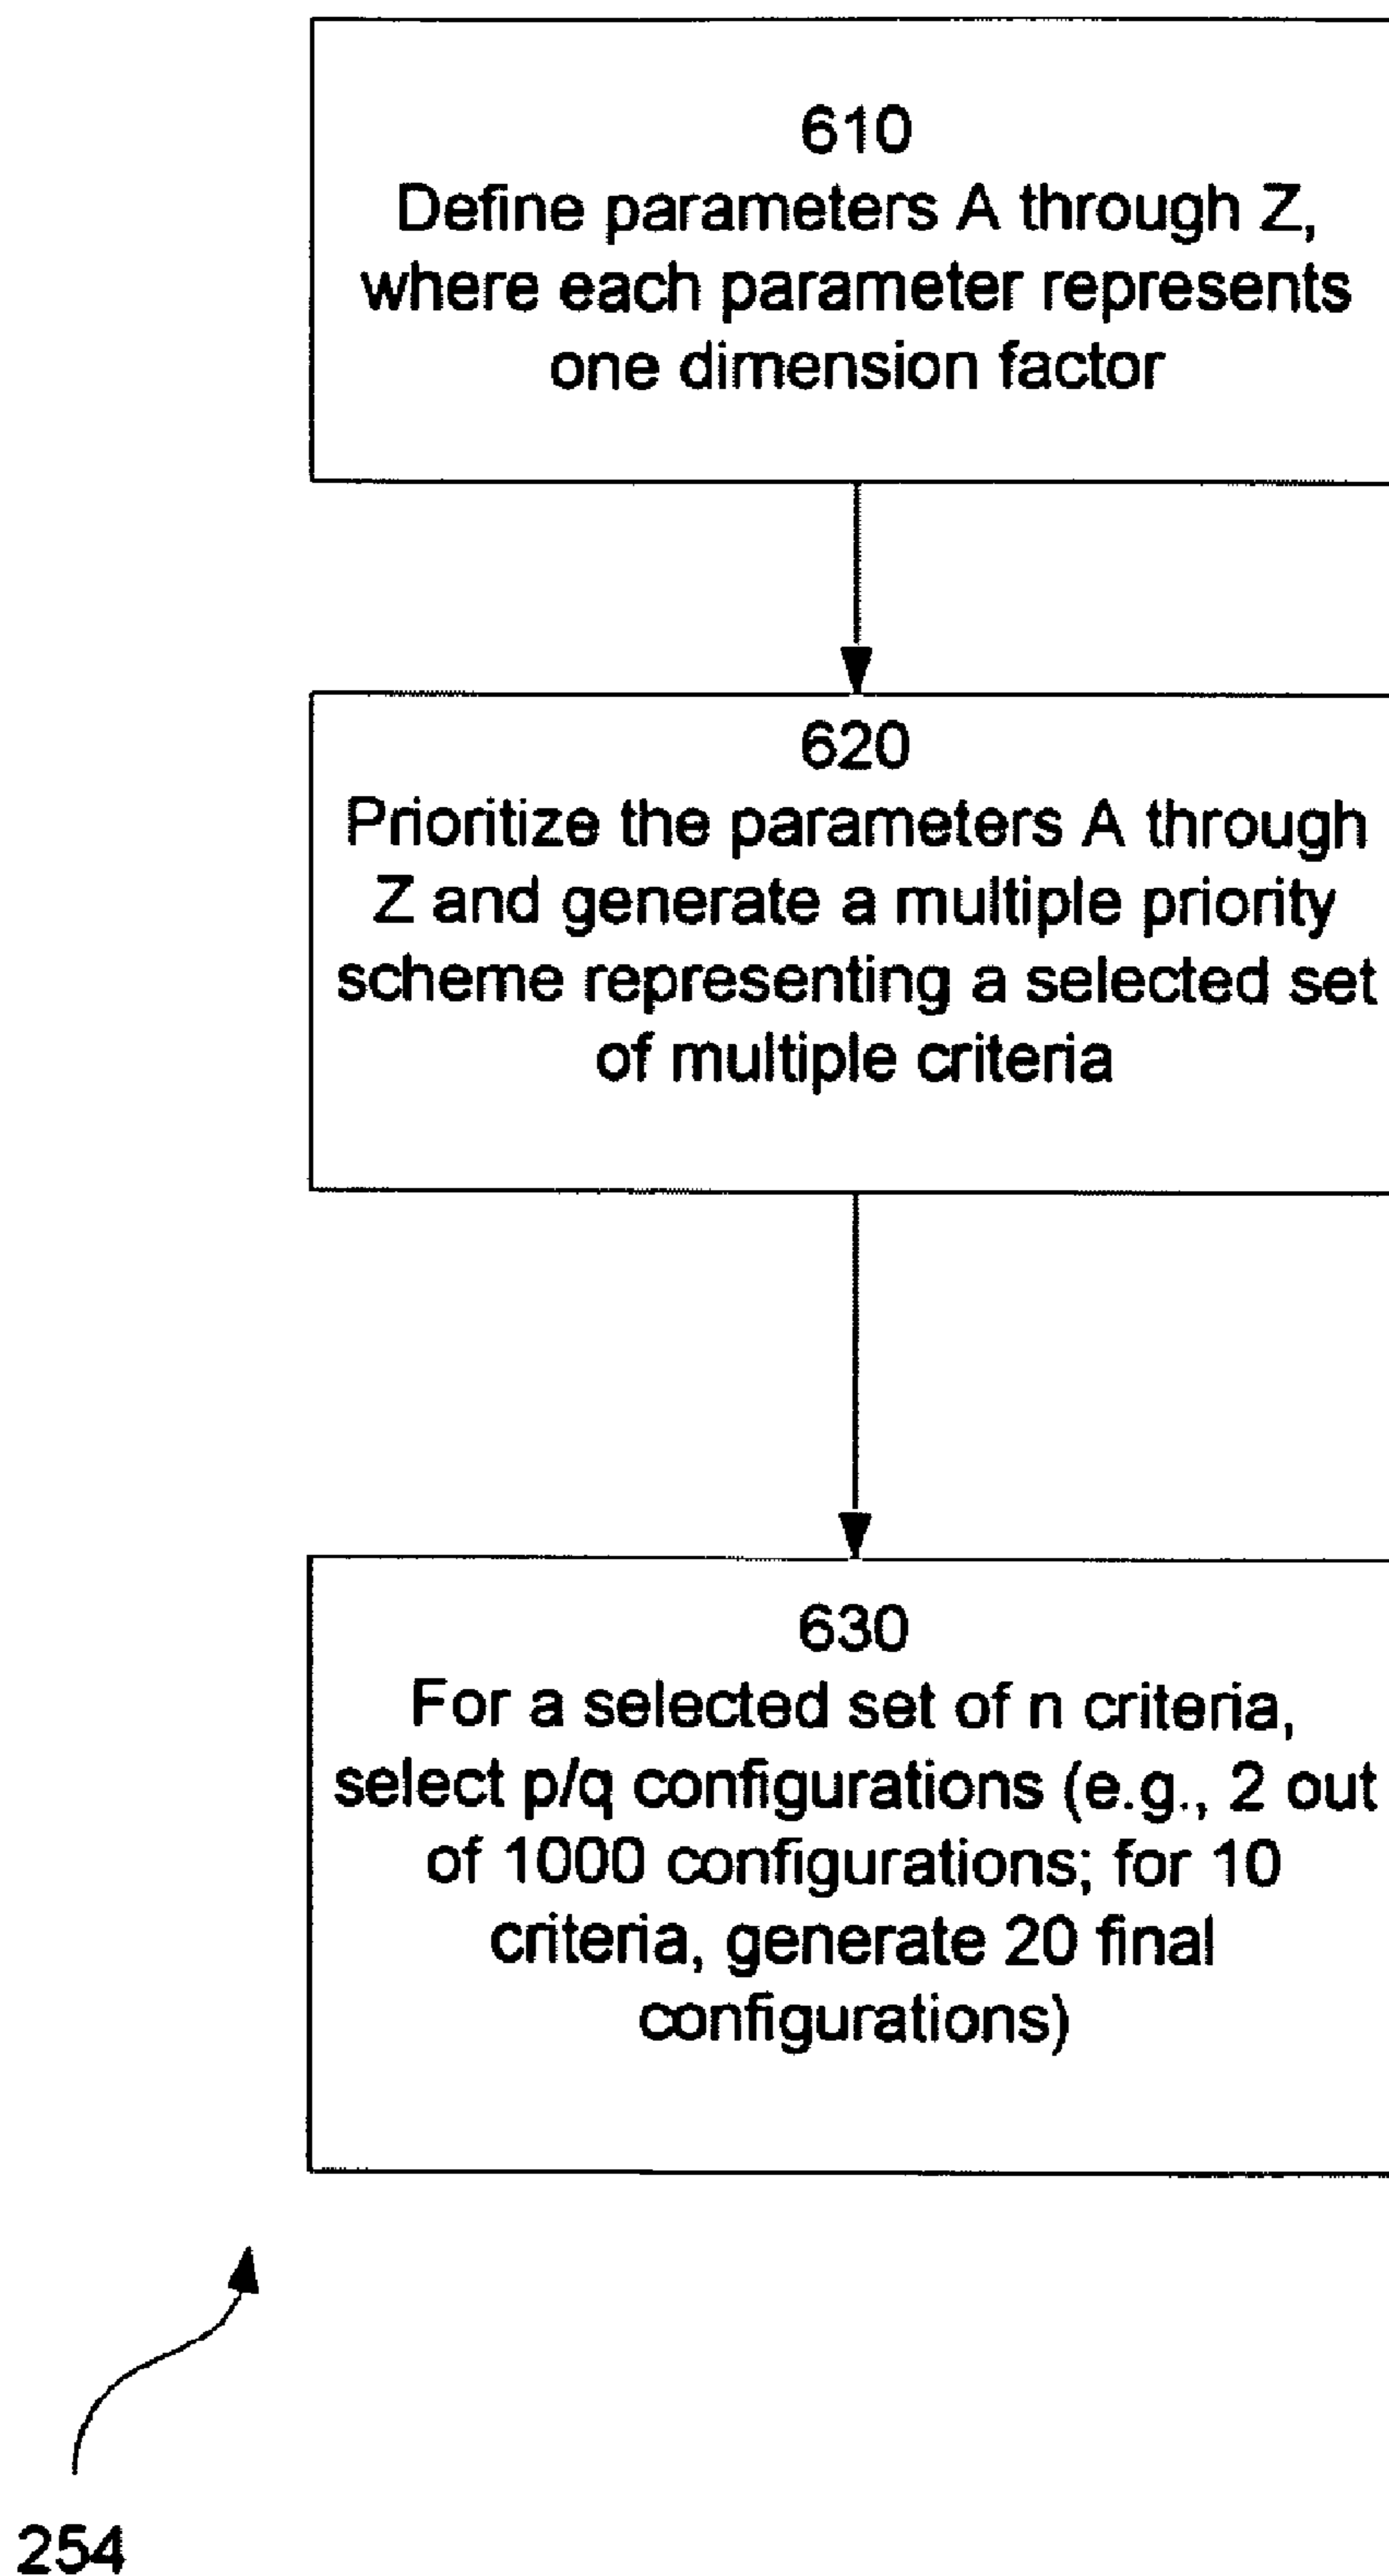 610
Define parameters A through Z,
where each parameter represents
one dimension factor
620
Prioritize the parameters A through
Z and generate a multiple priority
scheme representing a selected set
of multiple criteria
630
For a selected set of n criteria,
select p/q configurations (e.g., 2 out
of 1000 configurations; for 10
criteria, generate 20 final
configurations)
254